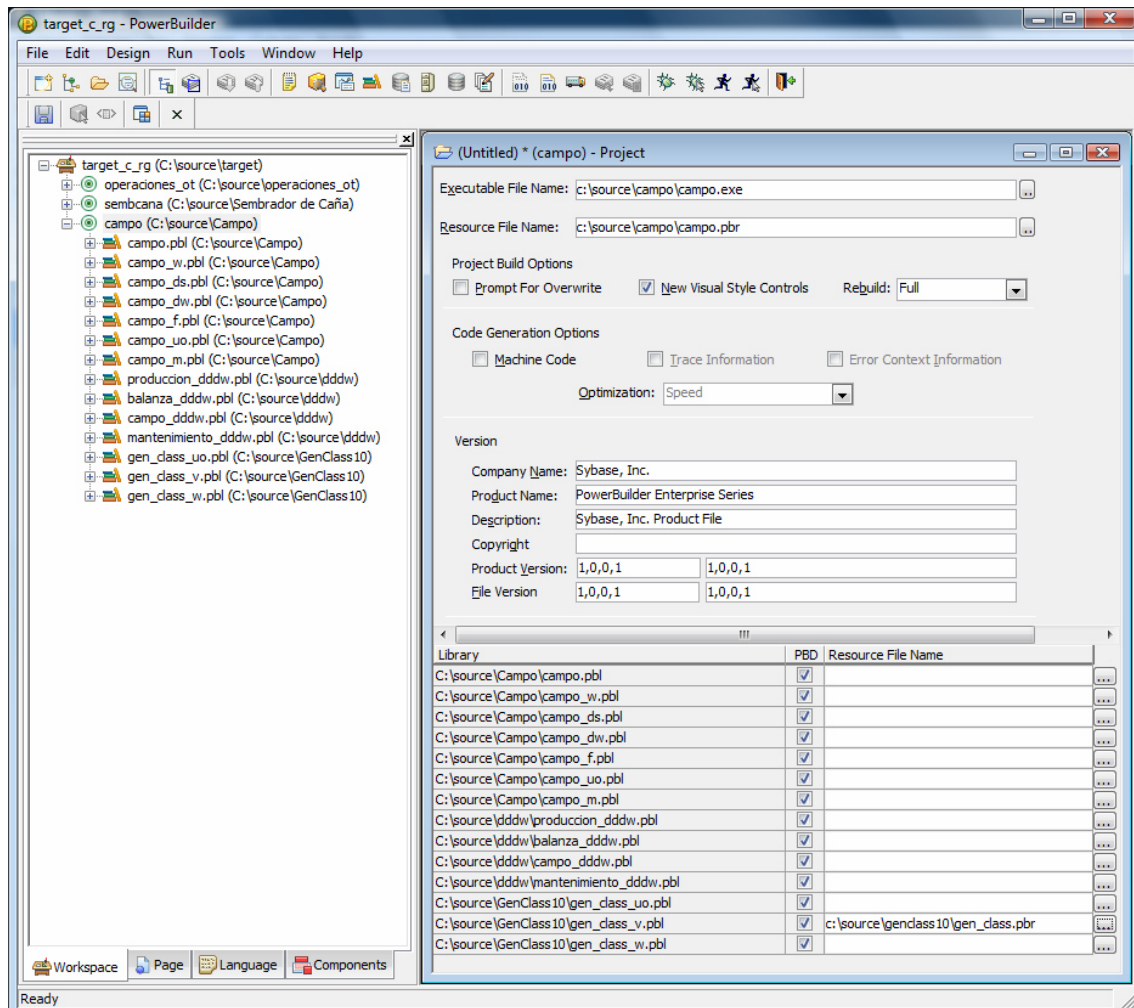 target_c_rg - PowerBuilder
File Edit Design Run Tools Window Help
target_c_rg (C:\source\target)
operaciones_ot (C:\source\operaciones_ot)
sembcana (C:\source\Sembrador de Caña)
campo (C:\source\Campo)
campo.pbl (C:\source\Campo)
campo_w.pbl (C:\source\Campo)
campo_ds.pbl (C:\source\Campo)
campo_dw.pbl (C:\source\Campo)
campo_f.pbl (C:\source\Campo)
campo_uo.pbl (C:\source\Campo)
campo_m.pbl (C:\source\Campo)
produccion_dddw.pbl (C:\source\dddw)
balanza_dddw.pbl (C:\source\dddw)
campo_dddw.pbl (C:\source\dddw)
mantenimiento_dddw.pbl (C:\source\dddw)
gen_class_uo.pbl (C:\source\GenClass10)
gen_class_v.pbl (C:\source\GenClass10)
gen_class_w.pbl (C:\source\GenClass10)
Workspace Page Language Components
(Untitled) * (campo) - Project
Executable File Name: c:\source\campo\campo.exe
Resource File Name: c:\source\campo\campo.pbr
Project Build Options
Prompt For Overwrite New Visual Style Controls Rebuild: Full
Code Generation Options
Machine Code Trace Information Error Context Information
Optimization: Speed
Version
Company Name: Sybase, Inc.
Product Name: PowerBuilder Enterprise Series
Description: Sybase, Inc. Product File
Copyright
Product Version: 1,0,0,1 1,0,0,1
File Version 1,0,0,1 1,0,0,1
Library PBD Resource File Name
C:\source\Campo\campo.pbl
C:\source\Campo\campo_w.pbl
C:\source\Campo\campo_ds.pbl
C:\source\Campo\campo_dw.pbl
C:\source\Campo\campo_f.pbl
C:\source\Campo\campo_uo.pbl
C:\source\Campo\campo_m.pbl
C:\source\dddw\produccion_dddw.pbl
C:\source\dddw\balanza_dddw.pbl
C:\source\dddw\campo_dddw.pbl
C:\source\dddw\mantenimiento_dddw.pbl
C:\source\GenClass10\gen_class_uo.pbl
C:\source\GenClass10\gen_class_v.pbl c:\source\genclass10\gen_class.pbr
C:\source\GenClass10\gen_class_w.pbl
Ready